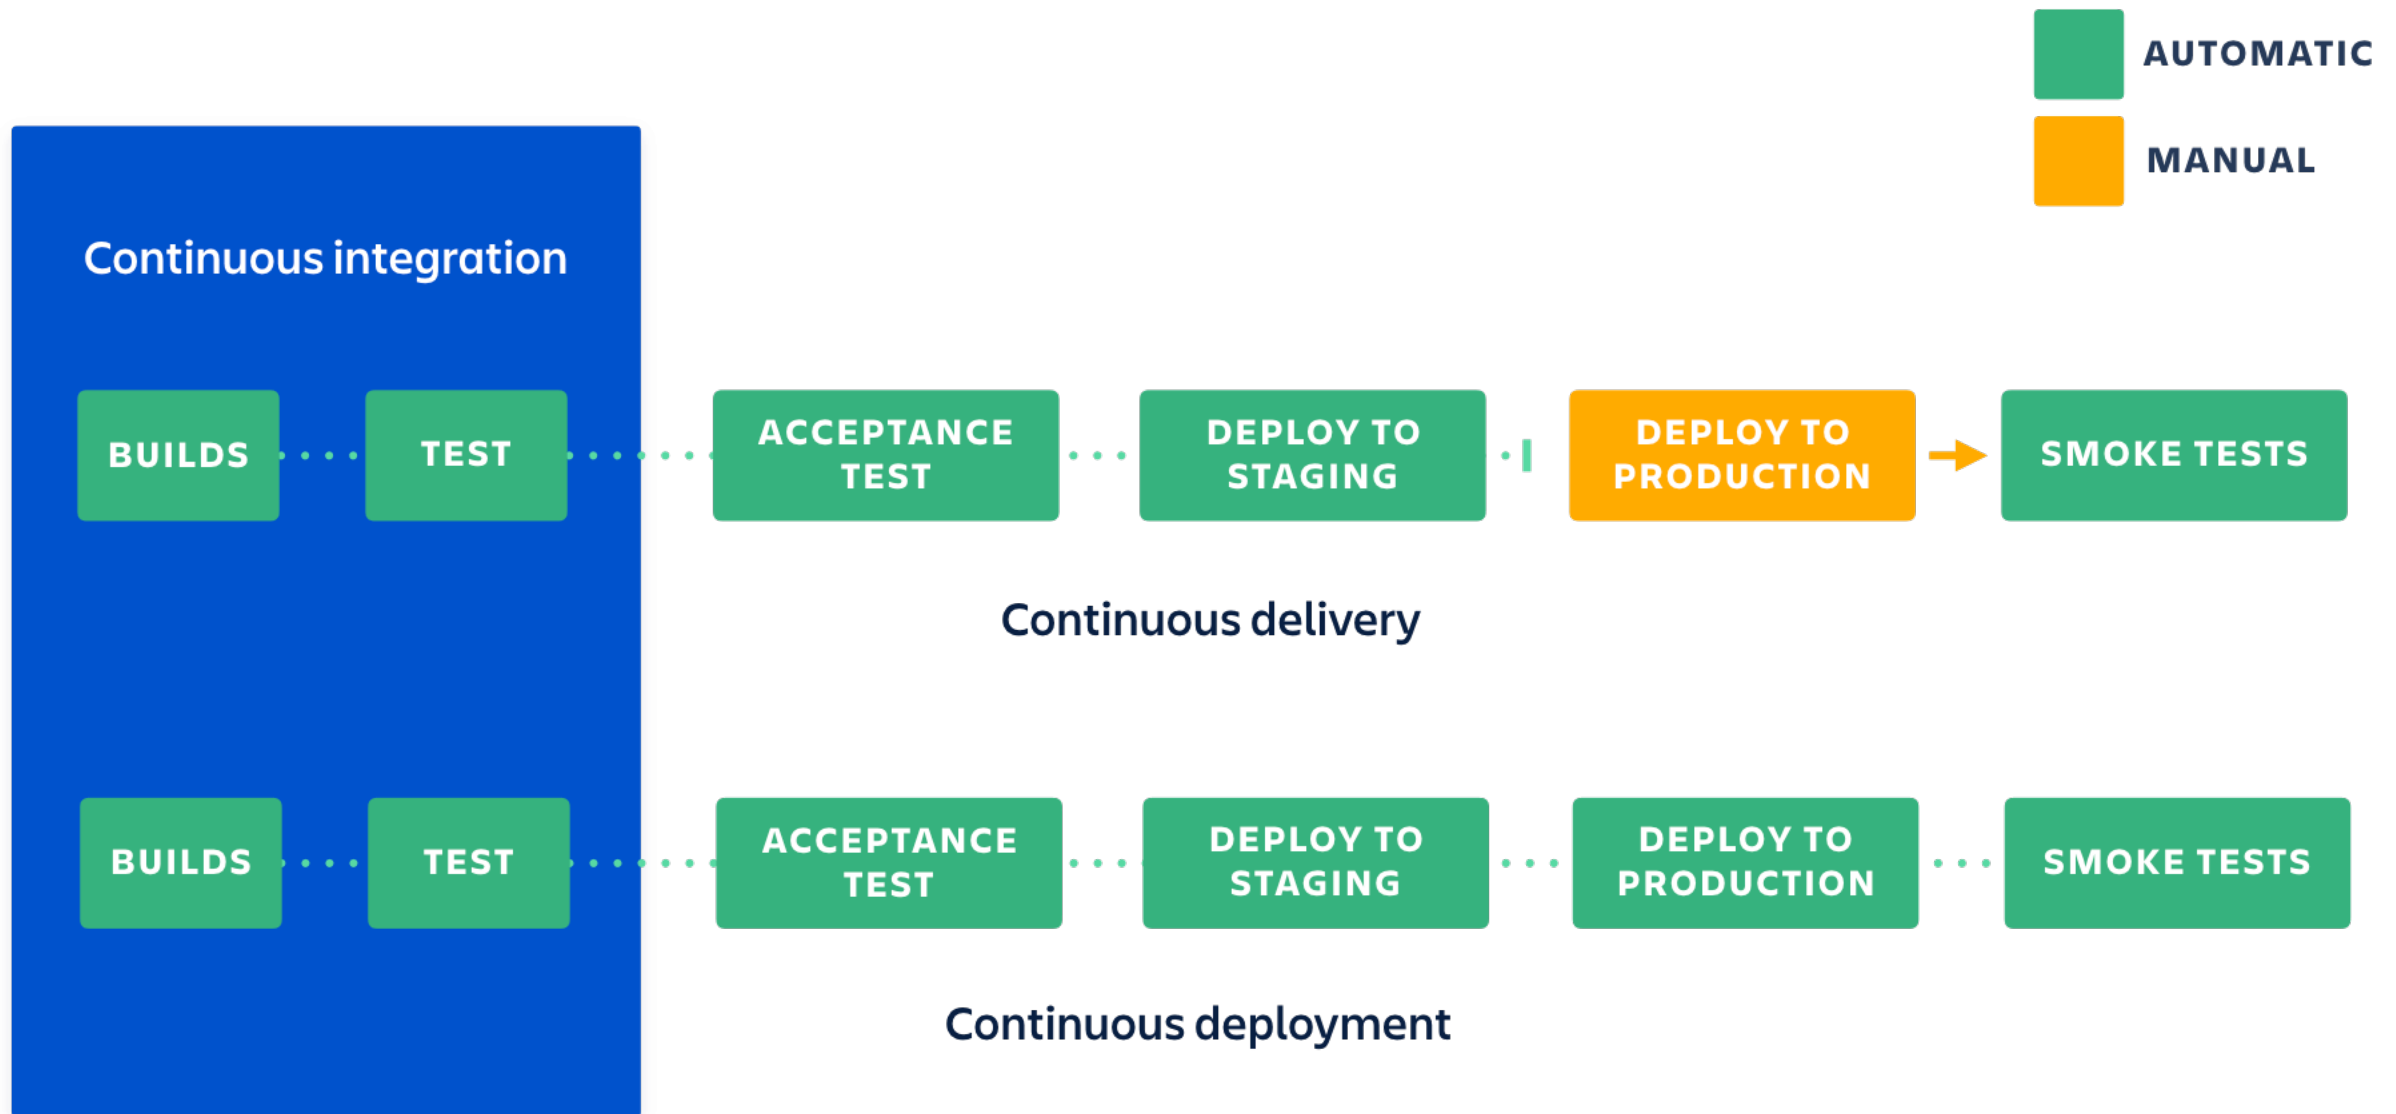 AUTOMATIC
MANUAL
Continuous integration
BUILDS
TEST
ACCEPTANCE
TEST
DEPLOY TO
STAGING
DEPLOY TO
PRODUCTION
SMOKE TESTS
Continuous delivery
BUILDS
TEST
ACCEPTANCE
TEST
DEPLOY TO
STAGING
DEPLOY TO
PRODUCTION
SMOKE TESTS
Continuous deployment